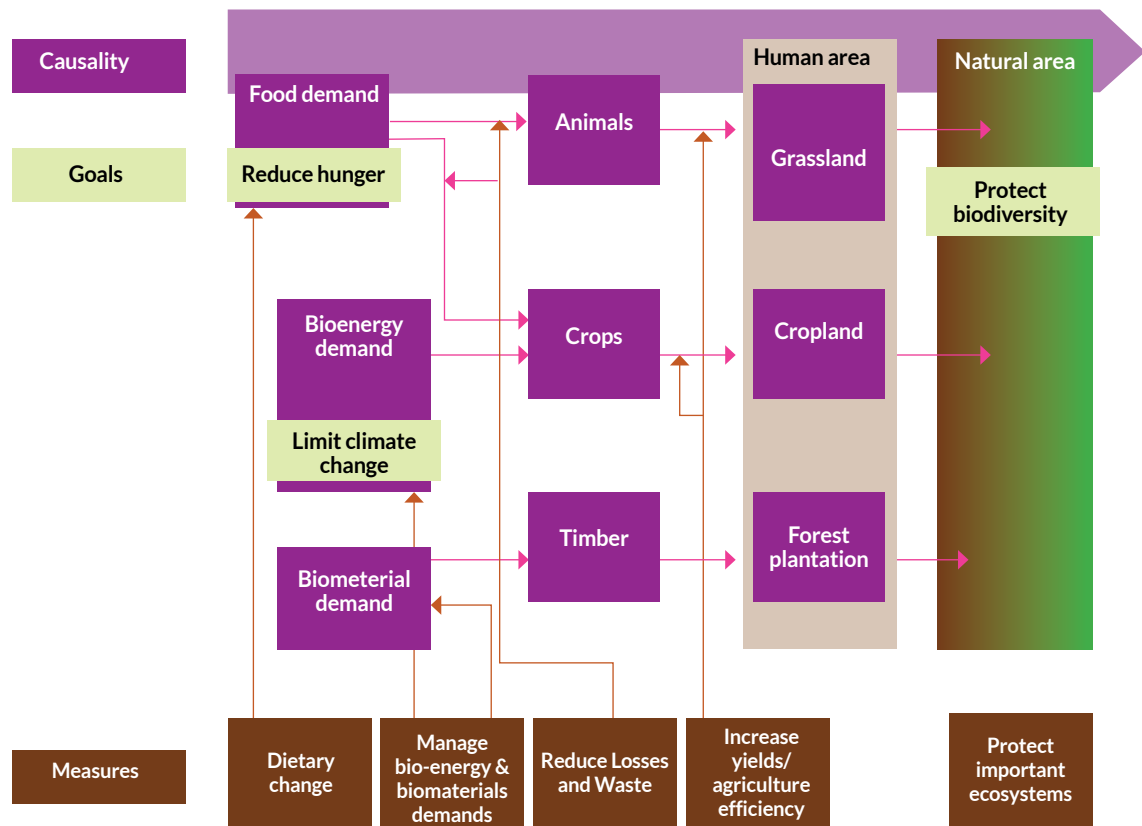 Causality
Human area
Natural area
Food demand
Animals
Grassland
Goals
Reduce hunger
Protect
biodiversity
Bioenergy
demand
Crops
Cropland
Limit climate
change
Timber
Forest
plantation
Biometerial
demand
Measures
Dietary
change
Manage
bio-energy &
biomaterials
demands
Reduce Losses
and Waste
Increase
yields/
agriculture
efficiency
Protect
important
ecosystems